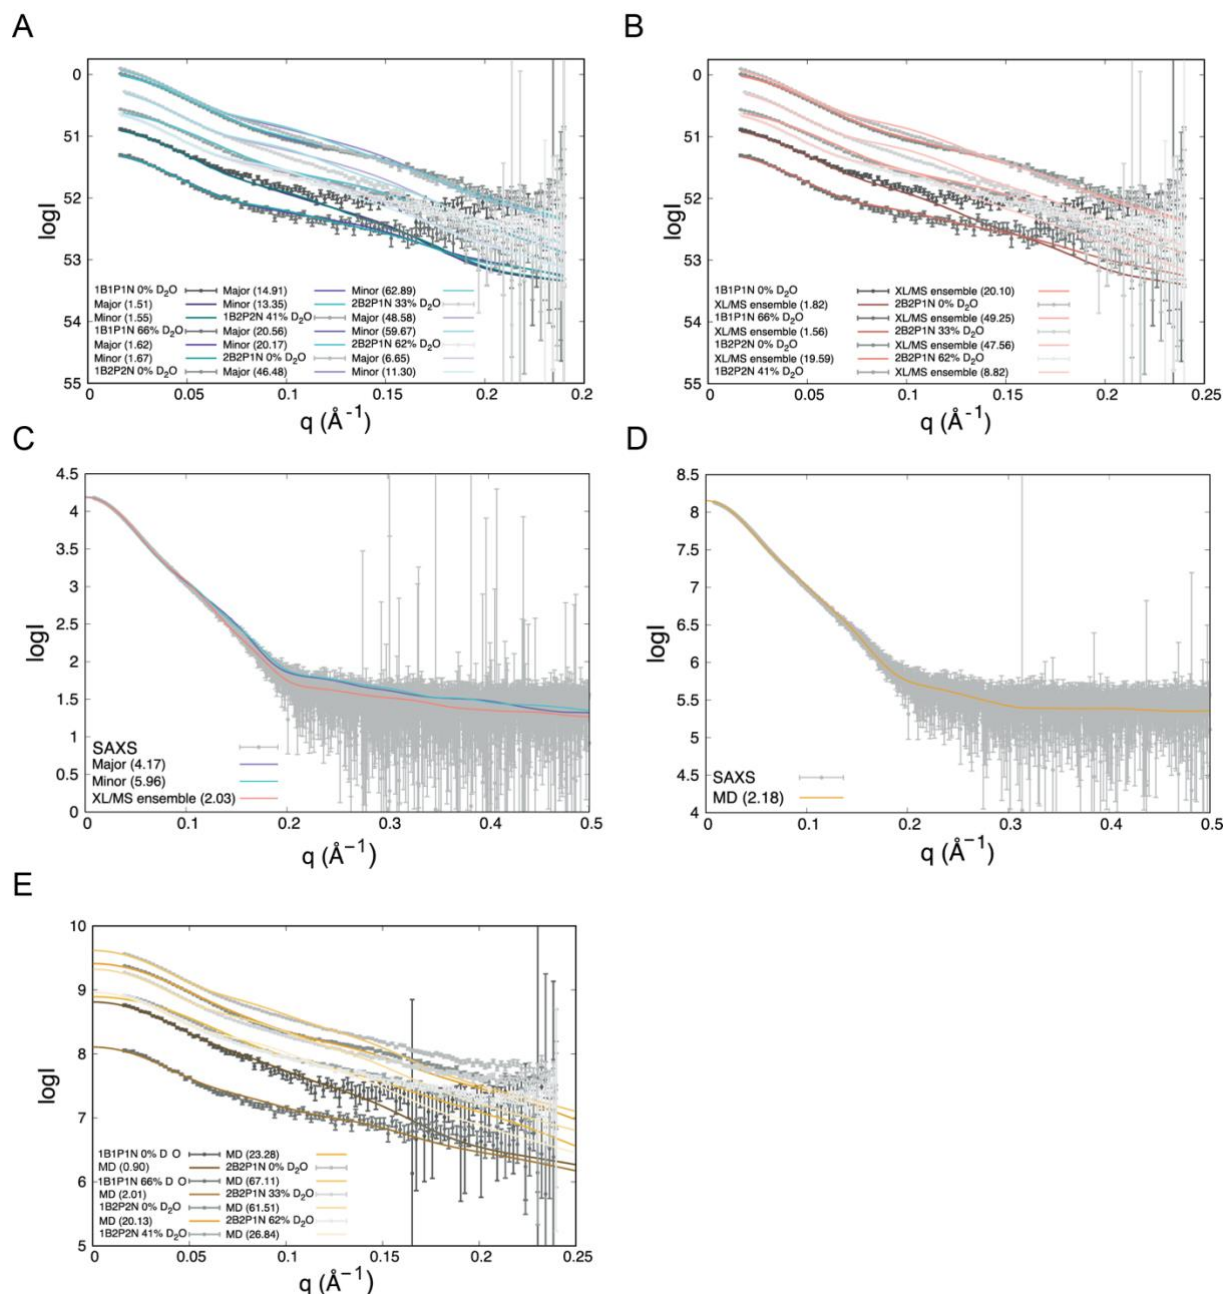 A
logI
0
51
52
53
54
55
1B1P1N 0% D2O Major (14.91) Minor (62.89)
Major (1.51) Minor (13.35) 2B2P1N 33% D2O
Minor (1.55) 1B2P2N 41% D2O Major (48.58)
1B1P1N 66% D2O Major (20.56) Minor (59.67)
Major (1.62) Minor (20.17) 2B2P1N 62% D2O
Minor (1.67) 2B2P1N 0% D2O Major (6.65)
1B2P2N 0% D2O Major (46.48) Minor (11.30)
0 0.05 0.1 0.15 0.2 0.25
q (Å⁻¹)
B
logI
0
51
52
53
54
55
1B1P1N 0% D2O XL/MS ensemble (20.10)
XL/MS ensemble (1.82) 2B2P1N 0% D2O
1B1P1N 66% D2O XL/MS ensemble (49.25)
XL/MS ensemble (1.56) 2B2P1N 33% D2O
1B2P2N 0% D2O XL/MS ensemble (47.56)
XL/MS ensemble (19.59) 2B2P1N 62% D2O
1B2P2N 41% D2O XL/MS ensemble (8.82)
0 0.05 0.1 0.15 0.2 0.25
q (Å⁻¹)
C
logI
4.5
4
3.5
3
2.5
2
1.5
1
0.5
0
SAXS
Major (4.17)
Minor (5.96)
XL/MS ensemble (2.03)
0 0.1 0.2 0.3 0.4 0.5
q (Å⁻¹)
D
logI
8.5
8
7.5
7
6.5
6
5.5
5
4.5
4
SAXS
MD (2.18)
0 0.1 0.2 0.3 0.4 0.5
q (Å⁻¹)
E
logI
10
9
8
7
6
5
1B1P1N 0% D O MD (23.28)
MD (0.90) 2B2P1N 0% D2O
1B1P1N 66% D O MD (67.11)
MD (2.01) 2B2P1N 33% D2O
1B2P2N 0% D2O MD (61.51)
MD (20.13) 2B2P1N 62% D2O
1B2P2N 41% D2O MD (26.84)
0 0.05 0.1 0.15 0.2 0.25
q (Å⁻¹)